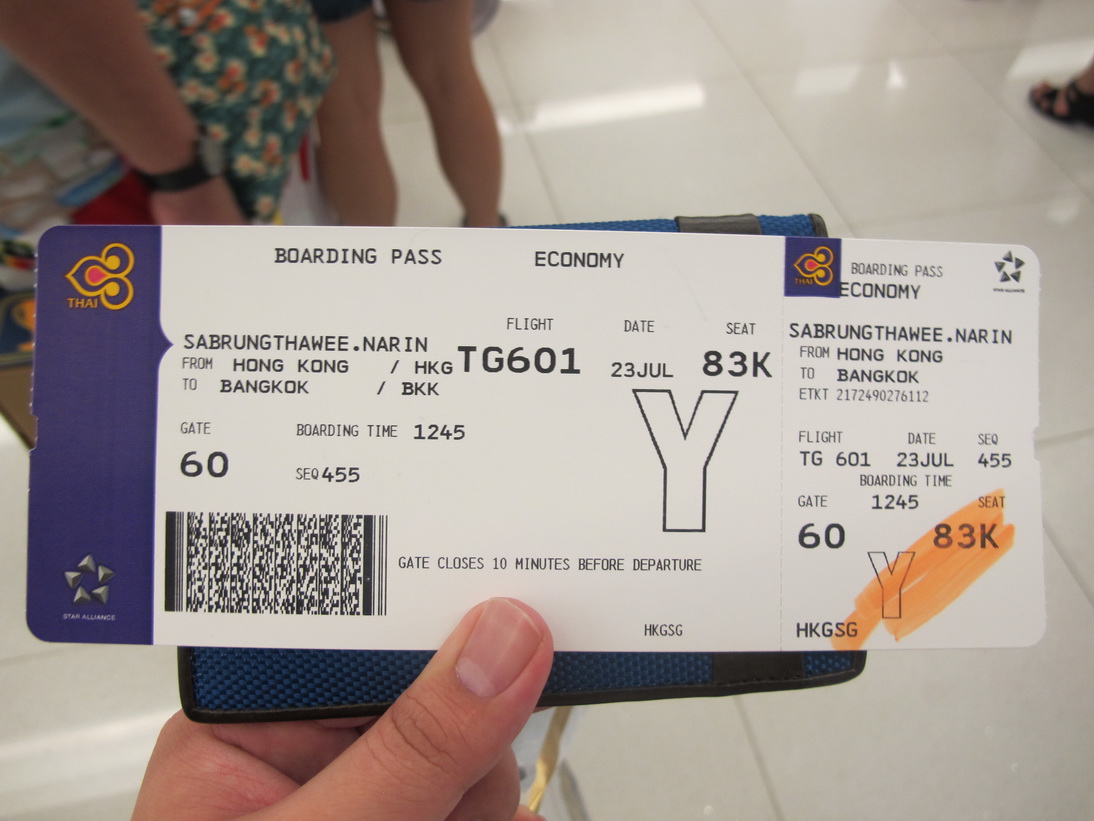 THAI
BOARDING PASS ECONOMY
FLIGHT DATE SEAT
SABRUNGTHAWEE.NARIN
TG601 23JUL 83K
FROM HONG KONG / HKG
TO BANGKOK / BKK
Y
GATE BOARDING TIME 1245
60 SEQ 455
GATE CLOSES 10 MINUTES BEFORE DEPARTURE
HKGSG
STAR ALLIANCE
THAI
BOARDING PASS
ECONOMY
STAR ALLIANCE
SABRUNGTHAWEE.NARIN
FROM HONG KONG
TO BANGKOK
ETKT 2172490276112
FLIGHT DATE SEQ
TG 601 23JUL 455
BOARDING TIME
GATE 1245 SEAT
60 83K
Y
HKGSG